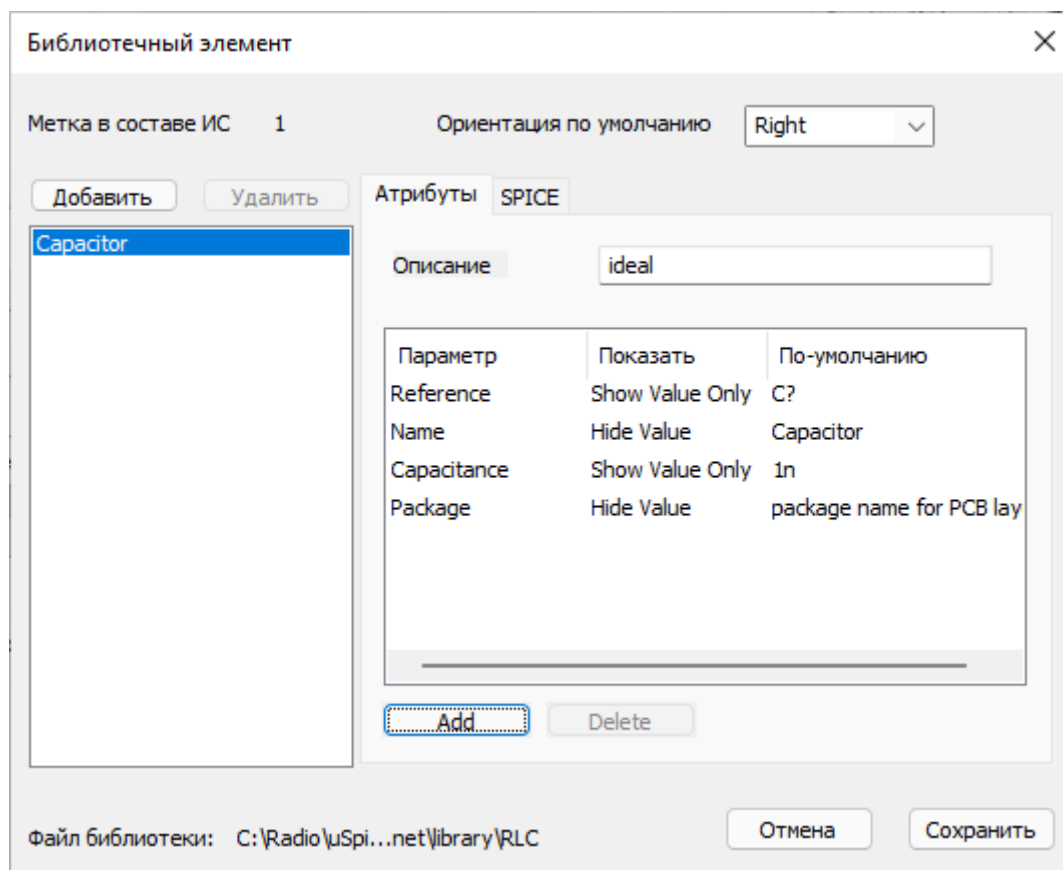 Библиотечный элемент
Метка в составе ИС 1 Ориентация по умолчанию Right
Добавить Удалить Атрибуты SPICE
Capacitor
Описание ideal
Параметр Показать По-умолчанию
Reference Show Value Only C?
Name Hide Value Capacitor
Capacitance Show Value Only 1n
Package Hide Value package name for PCB lay
Add Delete
Файл библиотеки: C:\Radio\uSpi...net\library\RLC Отмена Сохранить